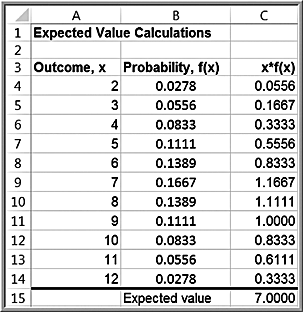 A B C
1 Expected Value Calculations
2
3 Outcome, x Probability, f(x) x*f(x)
4 2 0.0278 0.0556
5 3 0.0556 0.1667
6 4 0.0833 0.3333
7 5 0.1111 0.5556
8 6 0.1389 0.8333
9 7 0.1667 1.1667
10 8 0.1389 1.1111
11 9 0.1111 1.0000
12 10 0.0833 0.8333
13 11 0.0556 0.6111
14 12 0.0278 0.3333
15 Expected value 7.0000